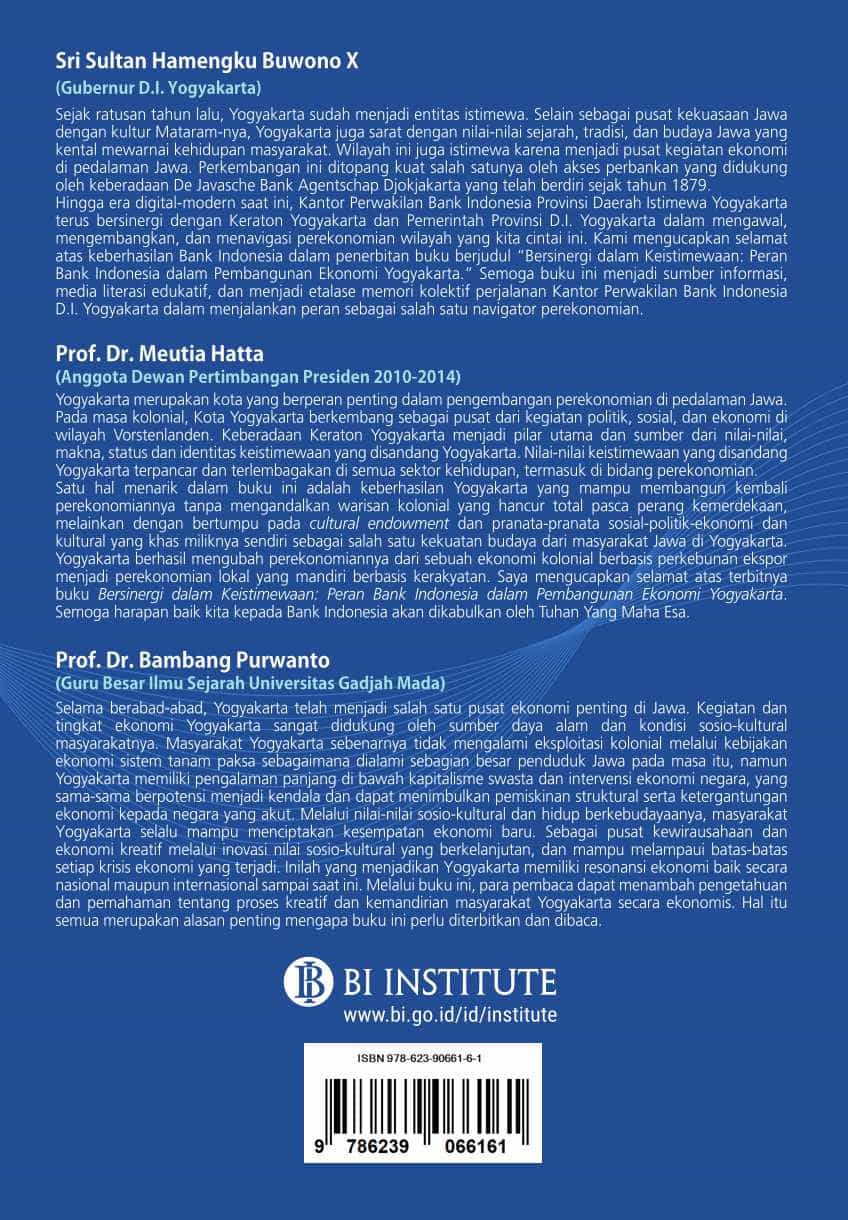 Sri Sultan Hamengku Buwono X
(Gubernur D.I. Yogyakarta)
Sejak ratusan tahun lalu, Yogyakarta sudah menjadi entitas istimewa. Selain sebagai pusat kekuasaan Jawa
dengan kultur Mataram-nya, Yogyakarta juga sarat dengan nilai-nilai sejarah, tradisi, dan budaya Jawa yang
kental mewarnai kehidupan masyarakat. Wilayah ini juga istimewa karena menjadi pusat kegiatan ekonomi
di pedalaman Jawa. Perkembangan ini ditopang kuat salah satunya oleh akses perbankan yang didukung
oleh keberadaan De Javasche Bank Agentschap Djokjakarta yang telah berdiri sejak tahun 1879.
Hingga era digital-modern saat ini, Kantor Perwakilan Bank Indonesia Provinsi Daerah Istimewa Yogyakarta
terus bersinergi dengan Keraton Yogyakarta dan Pemerintah Provinsi D.I. Yogyakarta dalam mengawal,
mengembangkan, dan menavigasi perekonomian wilayah yang kita cintai ini. Kami mengucapkan selamat
atas keberhasilan Bank Indonesia dalam penerbitan buku berjudul “Bersinergi dalam Keistimewaan: Peran
Bank Indonesia dalam Pembangunan Ekonomi Yogyakarta.” Semoga buku ini menjadi sumber informasi,
media literasi edukatif, dan menjadi etalase memori kolektif perjalanan Kantor Perwakilan Bank Indonesia
D.I. Yogyakarta dalam menjalankan peran sebagai salah satu navigator perekonomian.
Prof. Dr. Meutia Hatta
(Anggota Dewan Pertimbangan Presiden 2010-2014)
Yogyakarta merupakan kota yang berperan penting dalam pengembangan perekonomian di pedalaman Jawa.
Pada masa kolonial, Kota Yogyakarta berkembang sebagai pusat dari kegiatan politik, sosial, dan ekonomi di
wilayah Vorstenlanden. Keberadaan Keraton Yogyakarta menjadi pilar utama dan sumber dari nilai-nilai,
makna, status dan identitas keistimewaan yang disandang Yogyakarta. Nilai-nilai keistimewaan yang disandang
Yogyakarta terpancar dan terlembagakan di semua sektor kehidupan, termasuk di bidang perekonomian.
Satu hal menarik dalam buku ini adalah keberhasilan Yogyakarta yang mampu membangun kembali
perekonomiannya tanpa mengandalkan warisan kolonial yang hancur total pasca perang kemerdekaan,
melainkan dengan bertumpu pada cultural endowment dan pranata-pranata sosial-politik-ekonomi dan
kultural yang khas miliknya sendiri sebagai salah satu kekuatan budaya dari masyarakat Jawa di Yogyakarta.
Yogyakarta berhasil mengubah perekonomiannya dari sebuah ekonomi kolonial berbasis perkebunan ekspor
menjadi perekonomian lokal yang mandiri berbasis kerakyatan. Saya mengucapkan selamat atas terbitnya
buku Bersinergi dalam Keistimewaan: Peran Bank Indonesia dalam Pembangunan Ekonomi Yogyakarta.
Semoga harapan baik kita kepada Bank Indonesia akan dikabulkan oleh Tuhan Yang Maha Esa.
Prof. Dr. Bambang Purwanto
(Guru Besar Ilmu Sejarah Universitas Gadjah Mada)
Selama berabad-abad, Yogyakarta telah menjadi salah satu pusat ekonomi penting di Jawa. Kegiatan dan
tingkat ekonomi Yogyakarta sangat didukung oleh sumber daya alam dan kondisi sosio-kultural
masyarakatnya. Masyarakat Yogyakarta sebenarnya tidak mengalami eksploitasi kolonial melalui kebijakan
ekonomi sistem tanam paksa sebagaimana dialami sebagian besar penduduk Jawa pada masa itu, namun
Yogyakarta memiliki pengalaman panjang di bawah kapitalisme swasta dan intervensi ekonomi negara, yang
sama-sama berpotensi menjadi kendala dan dapat menimbulkan pemiskinan struktural serta ketergantungan
ekonomi kepada negara yang akut. Melalui nilai-nilai sosio-kultural dan hidup berkebudayaanya, masyarakat
Yogyakarta selalu mampu menciptakan kesempatan ekonomi baru. Sebagai pusat kewirausahaan dan
ekonomi kreatif melalui inovasi nilai sosio-kultural yang berkelanjutan, dan mampu melampaui batas-batas
setiap krisis ekonomi yang terjadi. Inilah yang menjadikan Yogyakarta memiliki resonansi ekonomi baik secara
nasional maupun internasional sampai saat ini. Melalui buku ini, para pembaca dapat menambah pengetahuan
dan pemahaman tentang proses kreatif dan kemandirian masyarakat Yogyakarta secara ekonomis. Hal itu
semua merupakan alasan penting mengapa buku ini perlu diterbitkan dan dibaca.
BI INSTITUTE
www.bi.go.id/id/institute
ISBN 978-623-90661-6-1
9 786239 066161